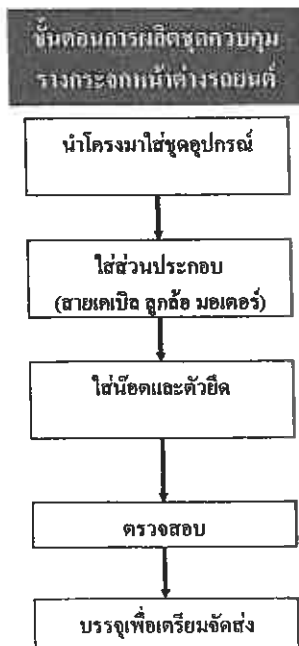 ขั้นตอนการผลิตชุดควบคุม
รางกระจกหน้าต่างรถยนต์
นำโครงมาใส่ชุดอุปกรณ์
ใส่ส่วนประกอบ
(สายเคเบิล ลูกล้อ มอเตอร์)
ใส่น๊อตและตัวยึด
ตรวจสอบ
บรรจุเพื่อเตรียมจัดส่ง